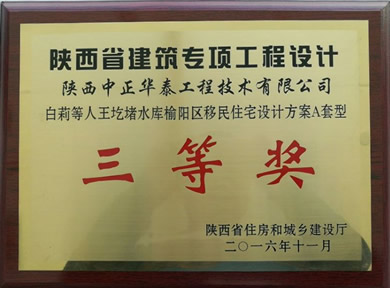 陕西省建筑专项工程设计
陕西中正华泰工程技术有限公司
白莉等人王圪堵水库榆阳区移民住宅设计方案A套型
三等奖
陕西省住房和城乡建设厅
二〇一六年十一月